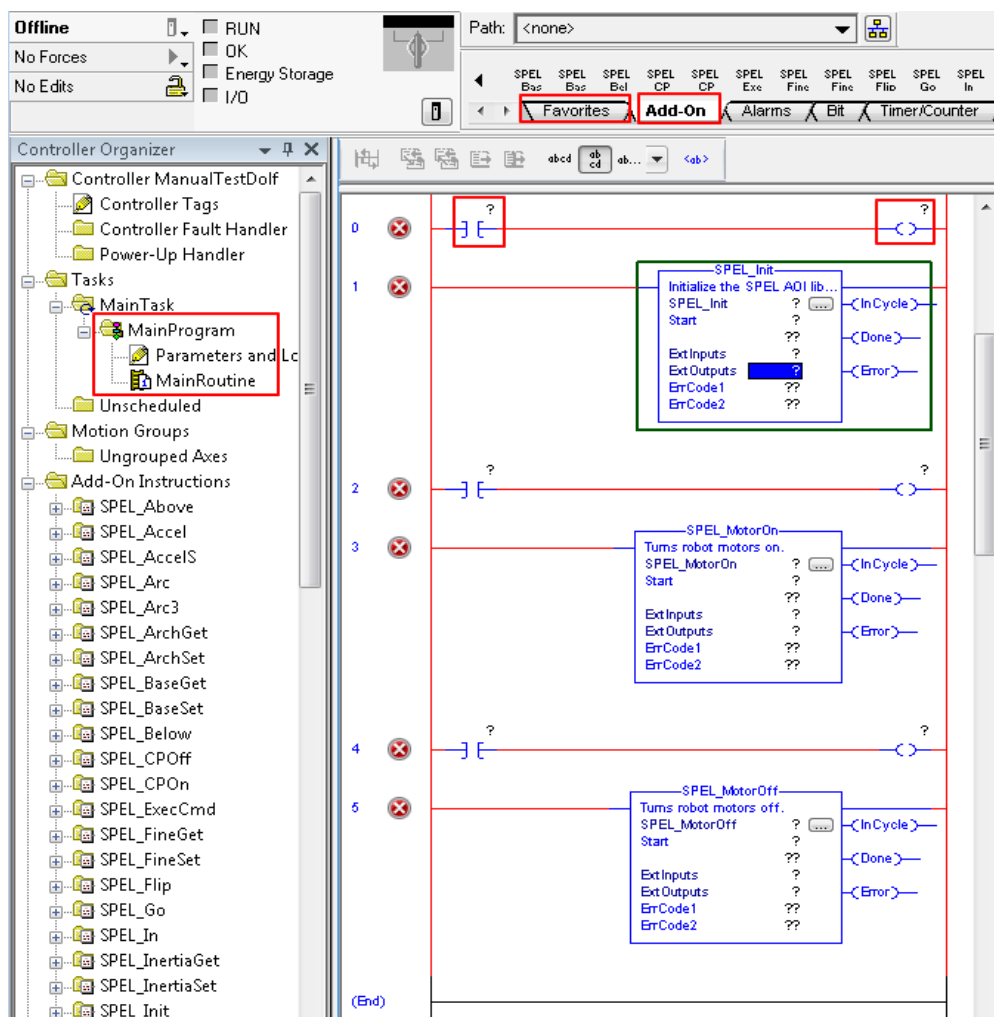 Offline
RUN
Path: <none>
No Forces
OK
No Edits
Energy Storage
I/O
SPEL Bas SPEL Bas SPEL Bel SPEL CP SPEL CP SPEL Exe SPEL Fine SPEL Fine SPEL Flip SPEL Go SPEL In
Favorites Add-On Alarms Bit Timer/Counter
Controller Organizer
abcd ab cd ab... <ab>
Controller ManualTestDolf
Controller Tags
Controller Fault Handler
Power-Up Handler
Tasks
MainTask
MainProgram
Parameters and Lc
MainRoutine
Unscheduled
Motion Groups
Ungrouped Axes
Add-On Instructions
SPEL_Above
SPEL_Accel
SPEL_AccelS
SPEL_Arc
SPEL_Arc3
SPEL_ArchGet
SPEL_ArchSet
SPEL_BaseGet
SPEL_BaseSet
SPEL_Below
SPEL_CPOff
SPEL_CPOn
SPEL_ExecCmd
SPEL_FineGet
SPEL_FineSet
SPEL_Flip
SPEL_Go
SPEL_In
SPEL_InertiaGet
SPEL_InertiaSet
SPEL_Init
? ?
0
SPEL_Init
1 Initialize the SPEL AOI lib...
SPEL_Init ? ... InCycle
Start ?
?? Done
ExtInputs ?
ExtOutputs ? Error
ErrCode1 ??
ErrCode2 ??
? ?
2
SPEL_MotorOn
3 Turns robot motors on.
SPEL_MotorOn ? ... InCycle
Start ?
?? Done
ExtInputs ?
ExtOutputs ? Error
ErrCode1 ??
ErrCode2 ??
? ?
4
SPEL_MotorOff
5 Turns robot motors off.
SPEL_MotorOff ? ... InCycle
Start ?
?? Done
ExtInputs ?
ExtOutputs ? Error
ErrCode1 ??
ErrCode2 ??
(End)